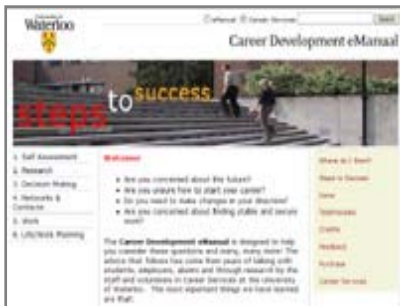 Waterloo
eManual Career Services
Career Development eManual
steps to success
1. Self Assessment
2. Research
3. Decision Making
4. Networks &
Contacts
5. Work
6. Life/Work Planning
Welcome
Are you concerned about the future?
Are you unsure how to start your career?
Do you need to make changes in your direction?
Are you concerned about finding stable and secure
work?
The Career Development eManual is designed to help
you consider these questions and many, many more! The
advice that follows has come from years of talking with
students, employers, alumni and through research by the
staff and volunteers in Career Services at the University
of Waterloo. The most important things we have learned
are that:
Where do I Start?
Steps to Success
Testimonials
Credits
Feedback
Purchase
Career Services